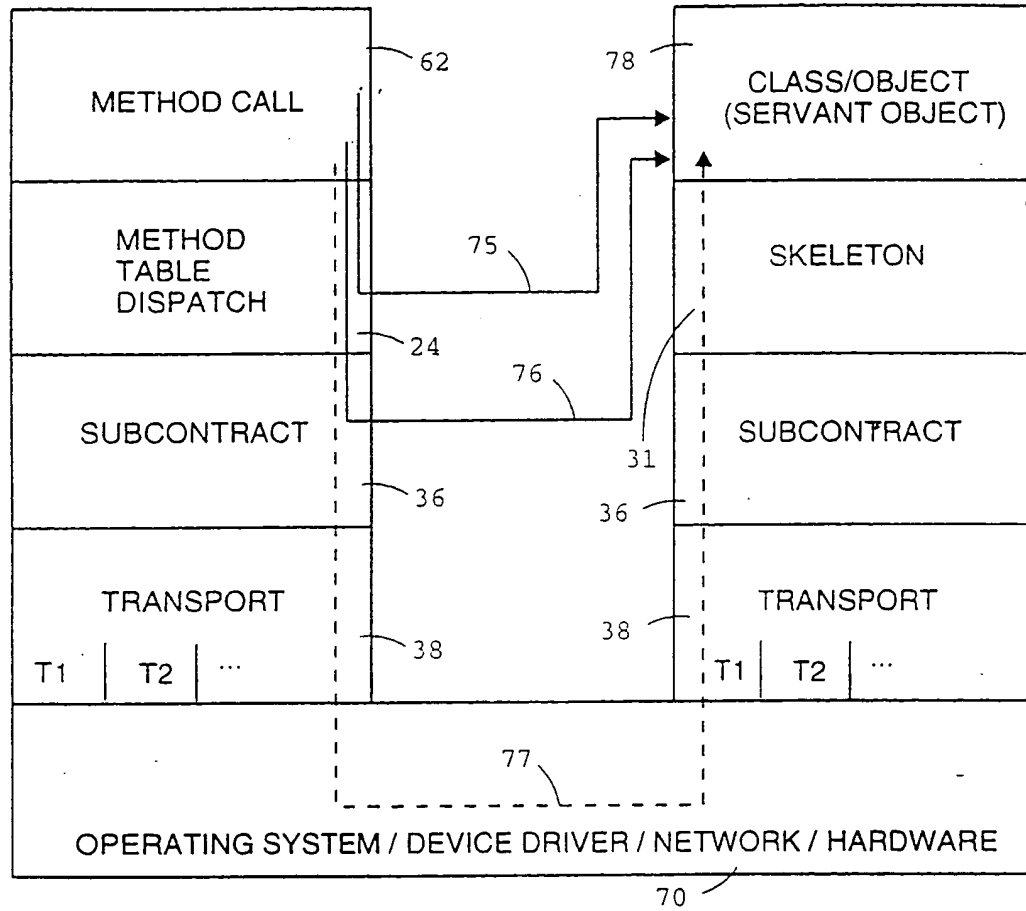 62
METHOD CALL
78
CLASS/OBJECT
(SERVANT OBJECT)
METHOD
TABLE
DISPATCH
75
SKELETON
24
76
31
SUBCONTRACT
SUBCONTRACT
36
36
TRANSPORT
TRANSPORT
38
38
T1 T2 ...
T1 T2 ...
77
OPERATING SYSTEM / DEVICE DRIVER / NETWORK / HARDWARE
70